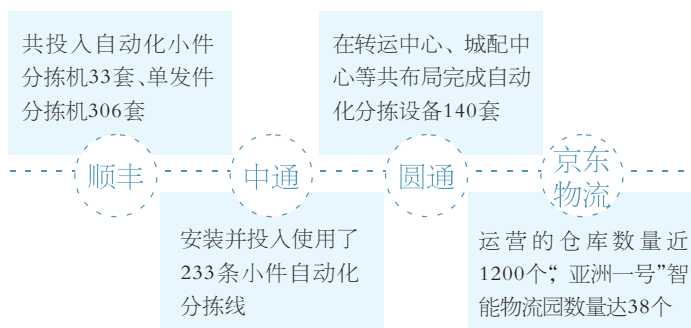 共投入自动化小件
分拣机33套、单发件
分拣机306套
在转运中心、城配中
心等共布局完成自动
化分拣设备140套
顺丰
中通
圆通
京东
物流
安装并投入使用了
233条小件自动化
分拣线
运营的仓库数量近
1200个；“亚洲一号”智
能物流园数量达38个